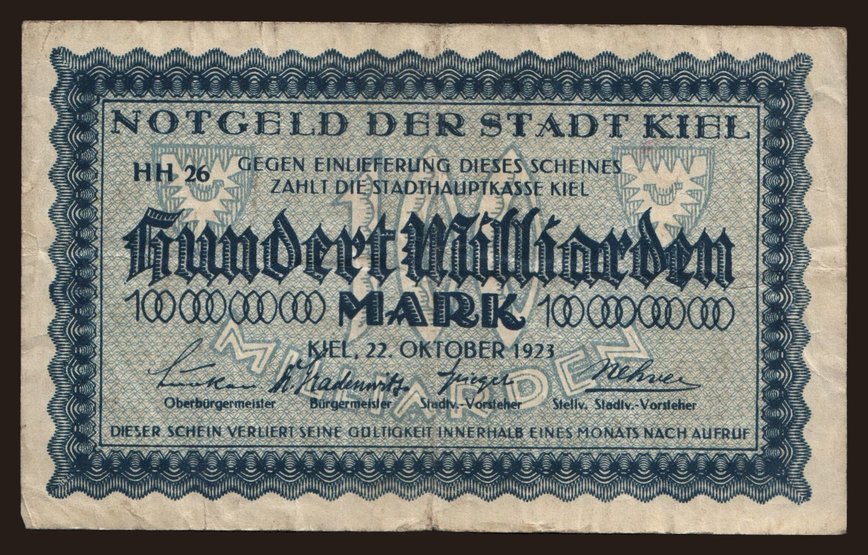 NOTGELD DER STADT KIEL
HH 26
GEGEN EINLIEFERUNG DIESES SCHEINES
ZAHLT DIE STADTHAUPTKASSE KIEL
100
Hundert Milliarden
100000000000 MARK 100000000000
MILLIARDEN
KIEL, 22. OKTOBER 1923
Oberbürgermeister Bürgermeister Stadtv.-Vorsteher Stellv. Stadtv.-Vorsteher
DIESER SCHEIN VERLIERT SEINE GÜLTIGKEIT INNERHALB EINES MONATS NACH AUFRUF